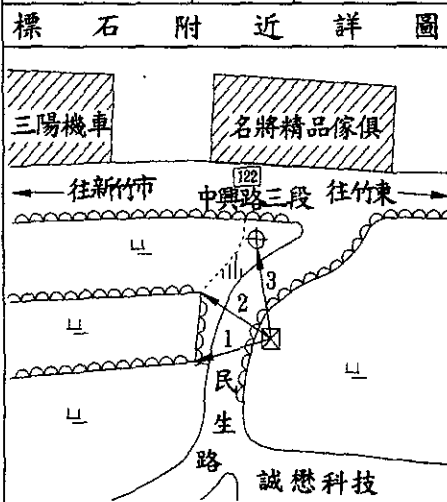 標石附近詳圖
三陽機車
名將精品傢俱
往新竹市
122
中興路三段
往竹東
3
2
1
民生路
誠懋科技